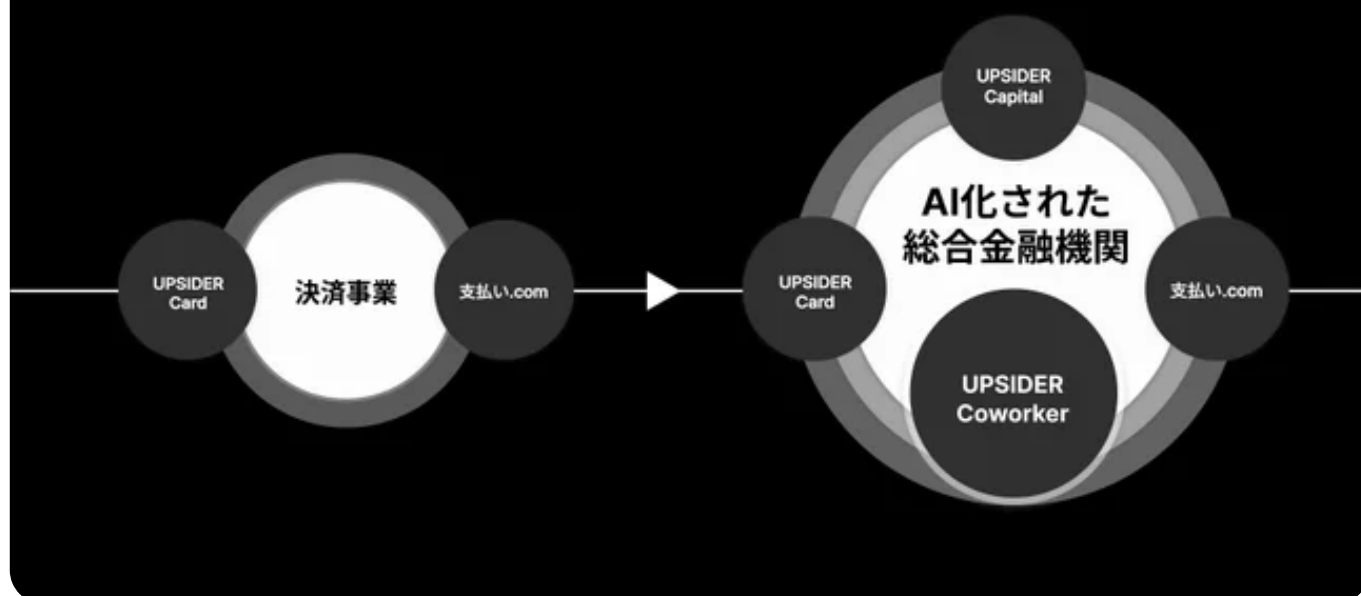 UPSIDER
Card
決済事業
支払い.com
UPSIDER
Capital
AI化された
総合金融機関
UPSIDER
Card
支払い.com
UPSIDER
Coworker